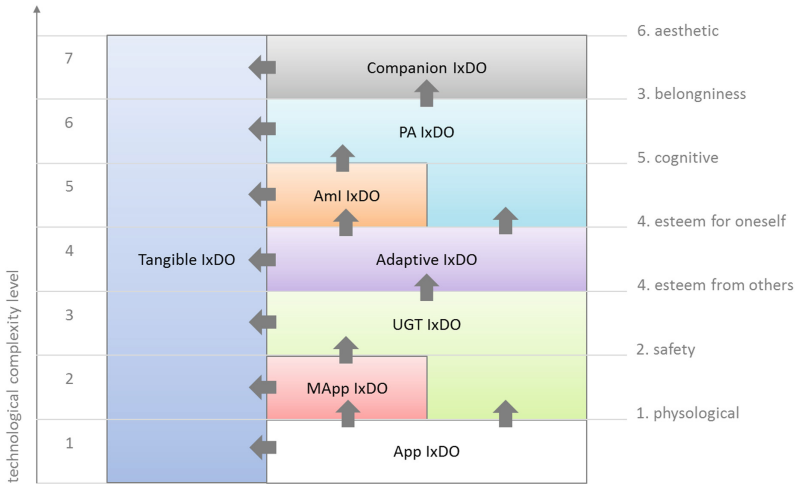 6. aesthetic
7
Companion IxDO
3. belongniness
6
PA IxDO
5. cognitive
5
AmI IxDO
4. esteem for oneself
4
Tangible IxDO
Adaptive IxDO
4. esteem from others
3
UGT IxDO
2. safety
2
MApp IxDO
1. physological
1
App IxDO
technological complexity level